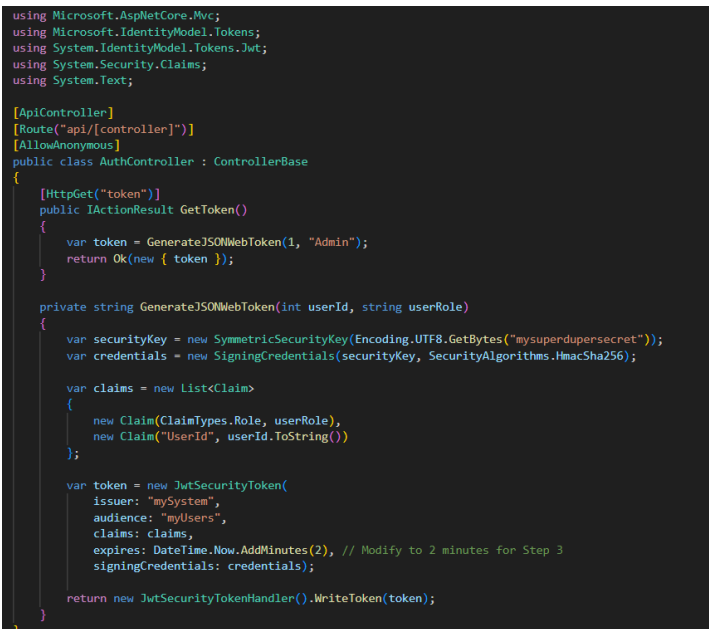 using Microsoft.AspNetCore.Mvc;
using Microsoft.IdentityModel.Tokens;
using System.IdentityModel.Tokens.Jwt;
using System.Security.Claims;
using System.Text;

[ApiController]
[Route("api/[controller]")]
[AllowAnonymous]
public class AuthController : ControllerBase
{
    [HttpGet("token")]
    public IActionResult GetToken()
    {
        var token = GenerateJSONWebToken(1, "Admin");
        return Ok(new { token });
    }

    private string GenerateJSONWebToken(int userId, string userRole)
    {
        var securityKey = new SymmetricSecurityKey(Encoding.UTF8.GetBytes("mysuperdupersecret"));
        var credentials = new SigningCredentials(securityKey, SecurityAlgorithms.HmacSha256);

        var claims = new List<Claim>
        {
            new Claim(ClaimTypes.Role, userRole),
            new Claim("UserId", userId.ToString())
        };

        var token = new JwtSecurityToken(
            issuer: "mySystem",
            audience: "myUsers",
            claims: claims,
            expires: DateTime.Now.AddMinutes(2), // Modify to 2 minutes for Step 3
            signingCredentials: credentials);

        return new JwtSecurityTokenHandler().WriteToken(token);
    }
}